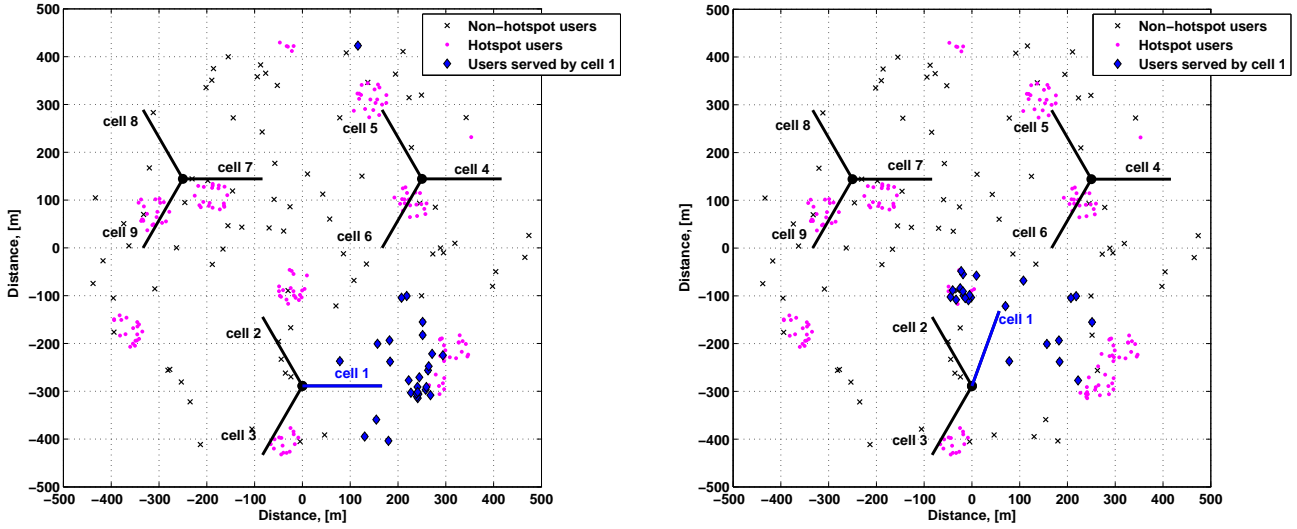 500
400
300
200
100
0
−100
−200
−300
−400
500
−500 −400 −300 −200 −100 0 100 200 300 400 500
Distance, [m]
Distance, [m]
Non−hotspot users
Hotspot users
Users served by cell 1
cell 8
cell 7
cell 9
cell 5
cell 4
cell 6
cell 2
cell 1
cell 3
500
400
300
200
100
0
−100
−200
−300
−400
500
−500 −400 −300 −200 −100 0 100 200 300 400 500
Distance, [m]
Distance, [m]
Non−hotspot users
Hotspot users
Users served by cell 1
cell 8
cell 7
cell 9
cell 5
cell 4
cell 6
cell 2
cell 1
cell 3